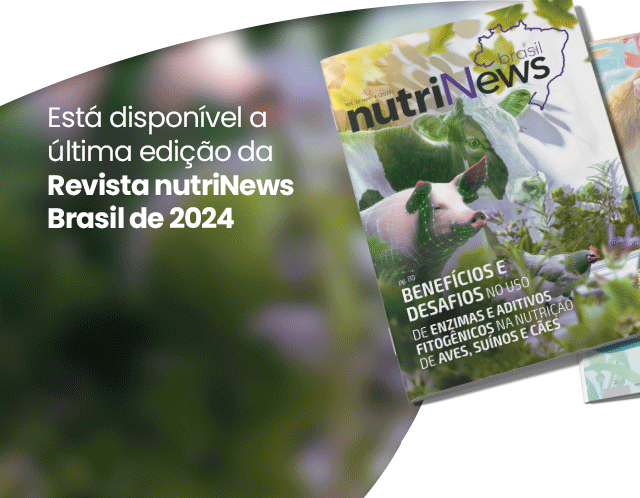 Está disponível a
última edição da
Revista nutriNews
Brasil de 2024
brasil
nutriNews
BENEFÍCIOS E
DESAFIOS NO USO
DE ENZIMAS E ADITIVOS
FITOGÊNICOS NA NUTRIÇÃO
DE AVES, SUÍNOS E CÃES